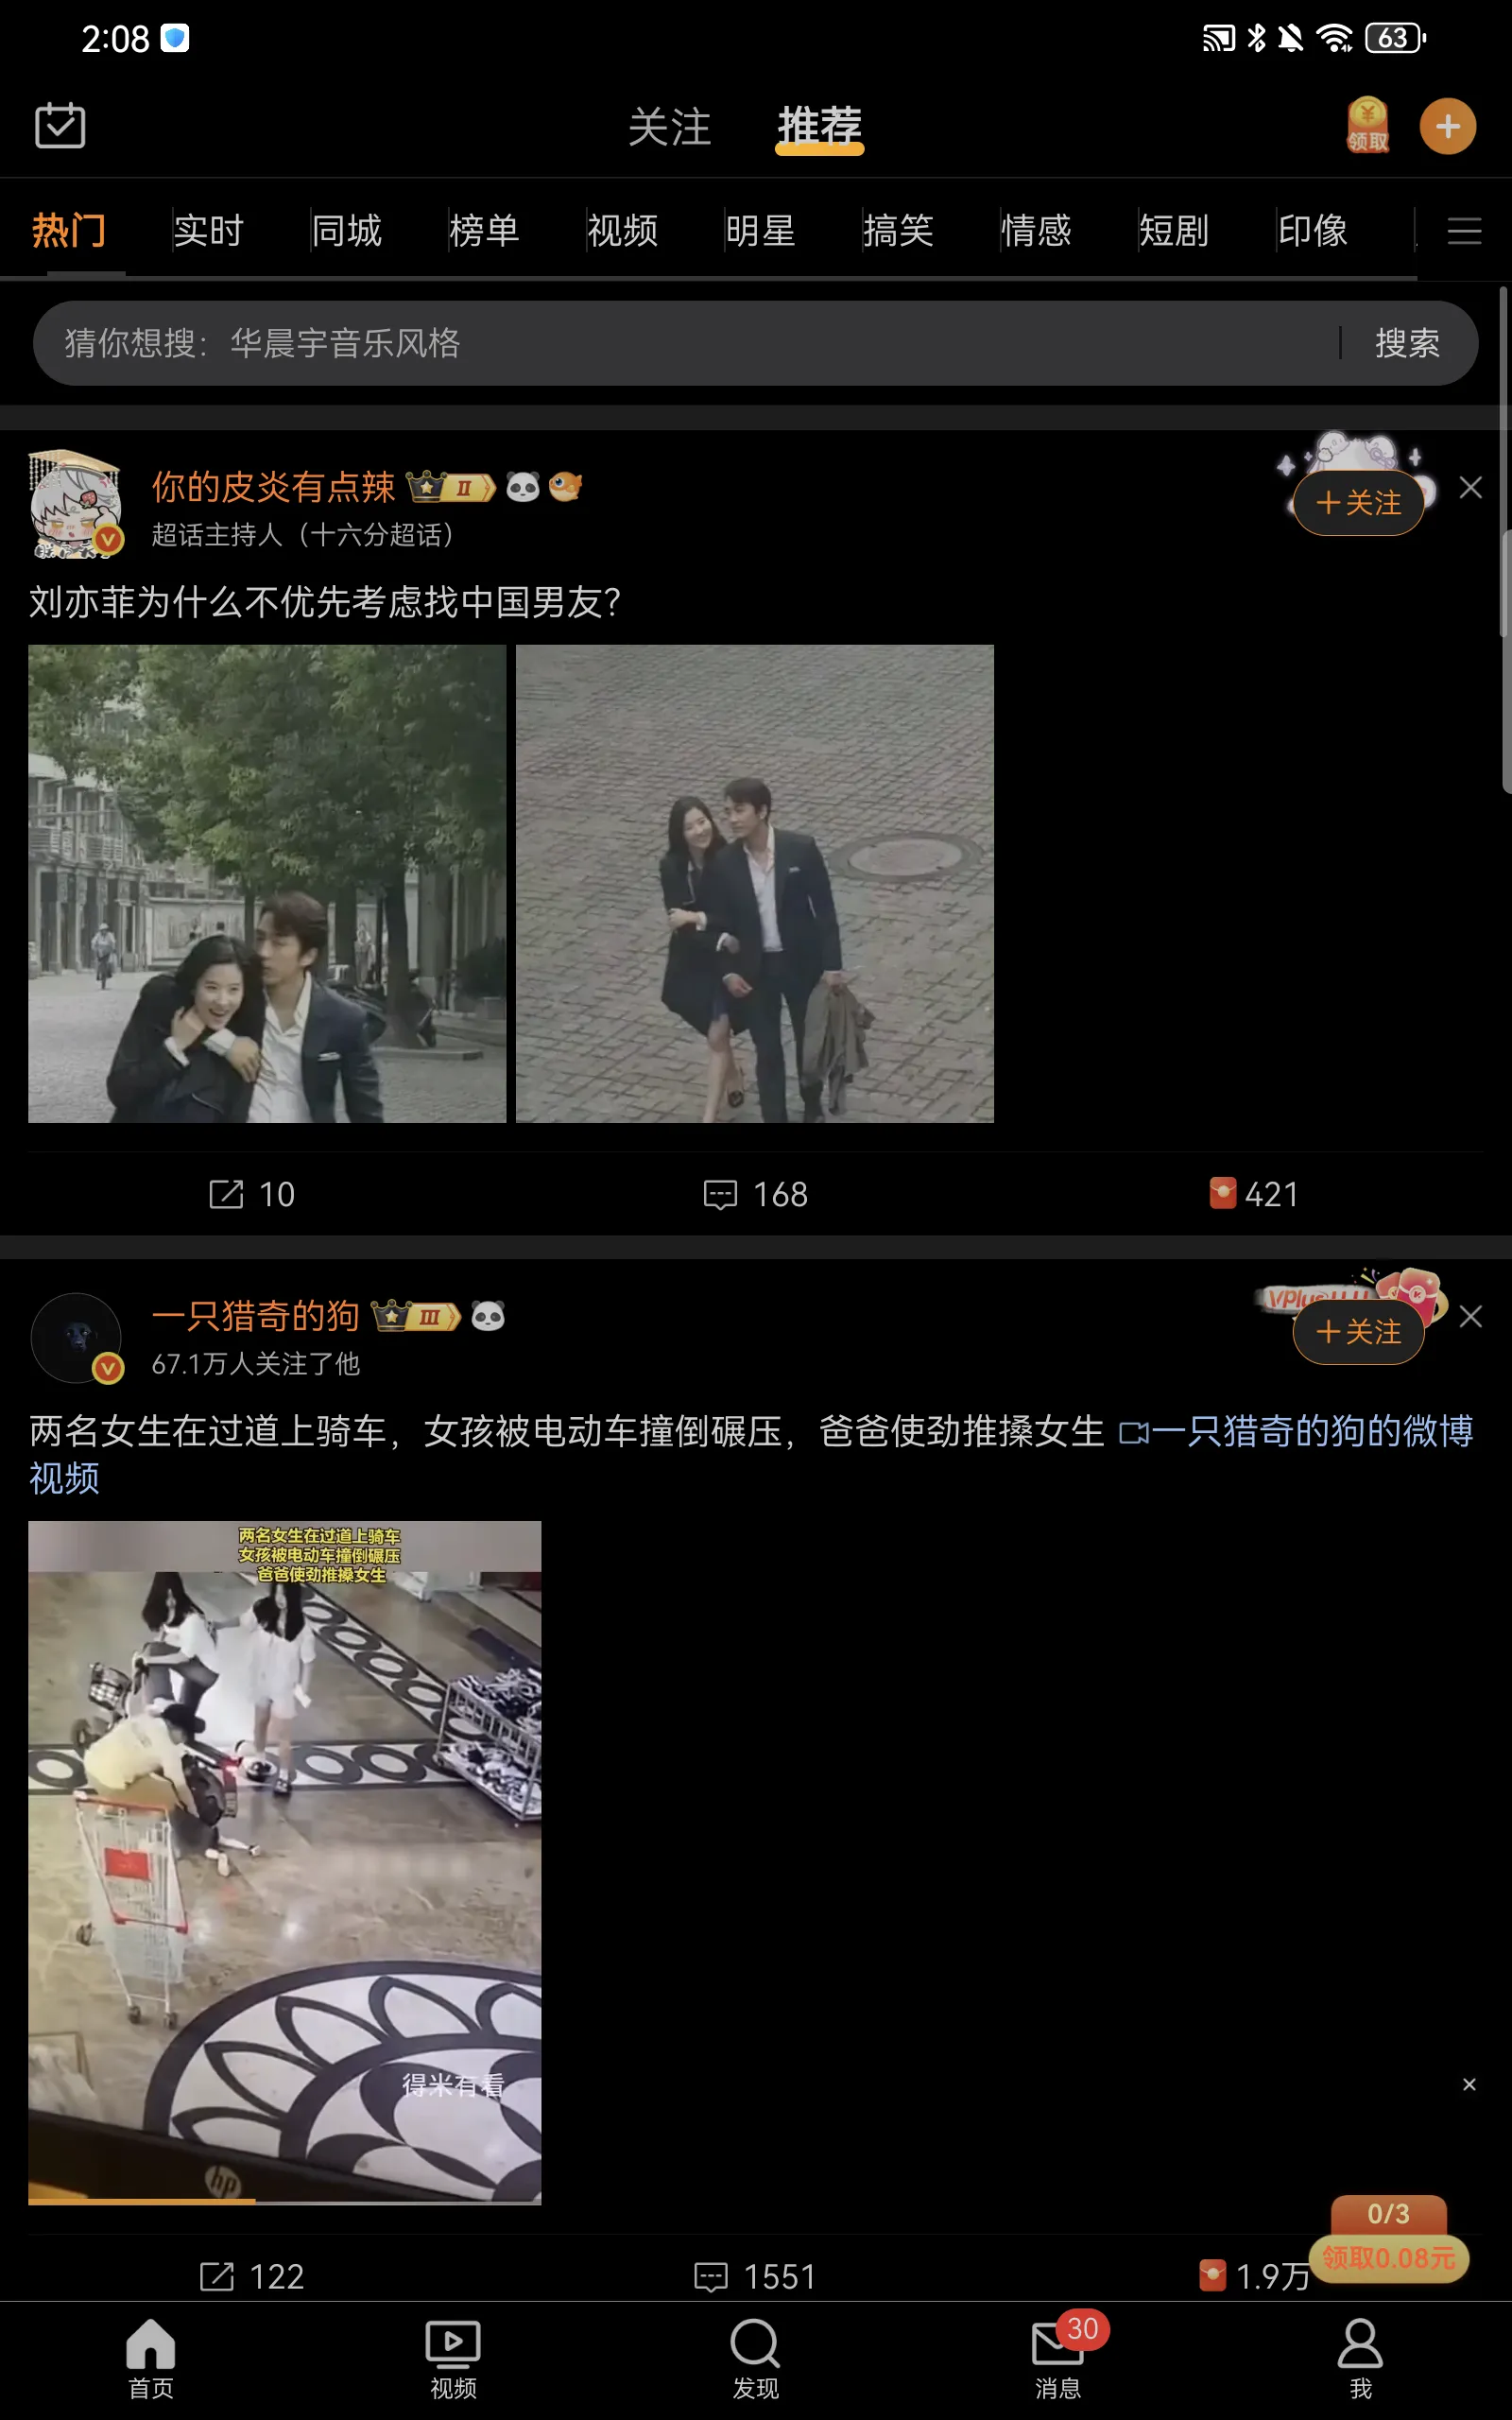 2:08
63
关注
推荐
领取
热门
实时
同城
榜单
视频
明星
搞笑
情感
短剧
印像
猜你想搜：华晨宇音乐风格
搜索
你的皮炎有点辣
II
超话主持人（十六分超话）
+关注
刘亦菲为什么不优先考虑找中国男友？
10
168
421
一只猎奇的狗
III
67.1万人关注了他
+关注
两名女生在过道上骑车，女孩被电动车撞倒碾压，爸爸使劲推搡女生 一只猎奇的狗的微博
视频
两名女生在过道上骑车
女孩被电动车撞倒碾压
爸爸使劲推搡女生
得米有看
hp
0/3
领取0.08元
122
1551
1.9万
首页
视频
发现
30
消息
我